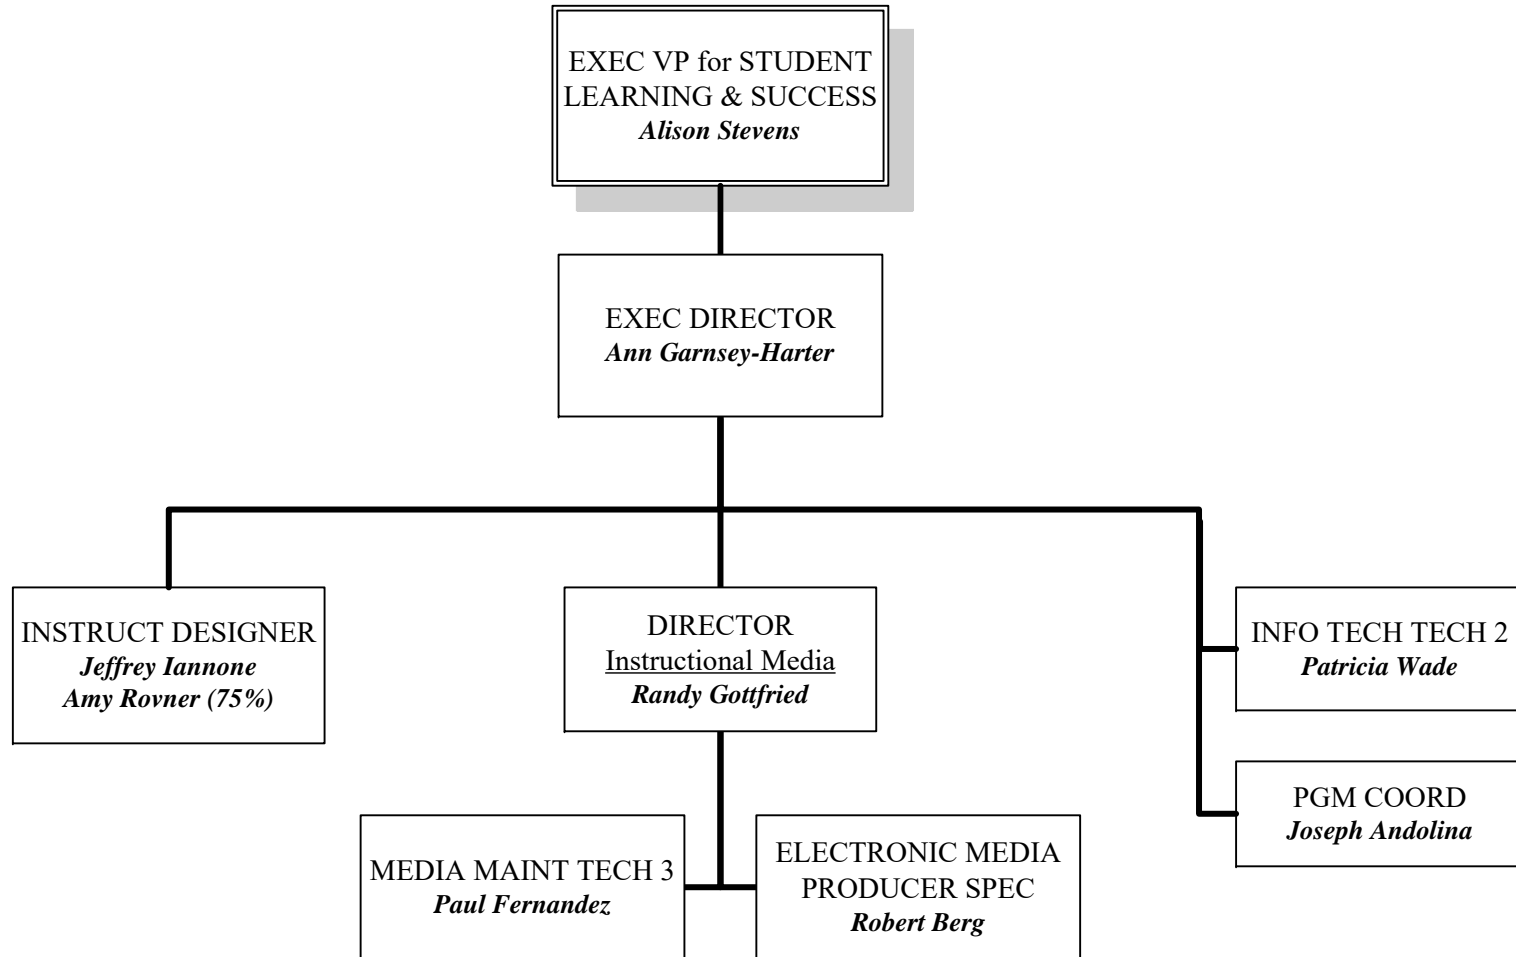 EXEC VP for STUDENT
LEARNING & SUCCESS
Alison Stevens
EXEC DIRECTOR
Ann Garnsey-Harter
INSTRUCT DESIGNER
Jeffrey Iannone
Amy Rovner (75%)
DIRECTOR
Instructional Media
Randy Gottfried
INFO TECH TECH 2
Patricia Wade
PGM COORD
Joseph Andolina
MEDIA MAINT TECH 3
Paul Fernandez
ELECTRONIC MEDIA
PRODUCER SPEC
Robert Berg